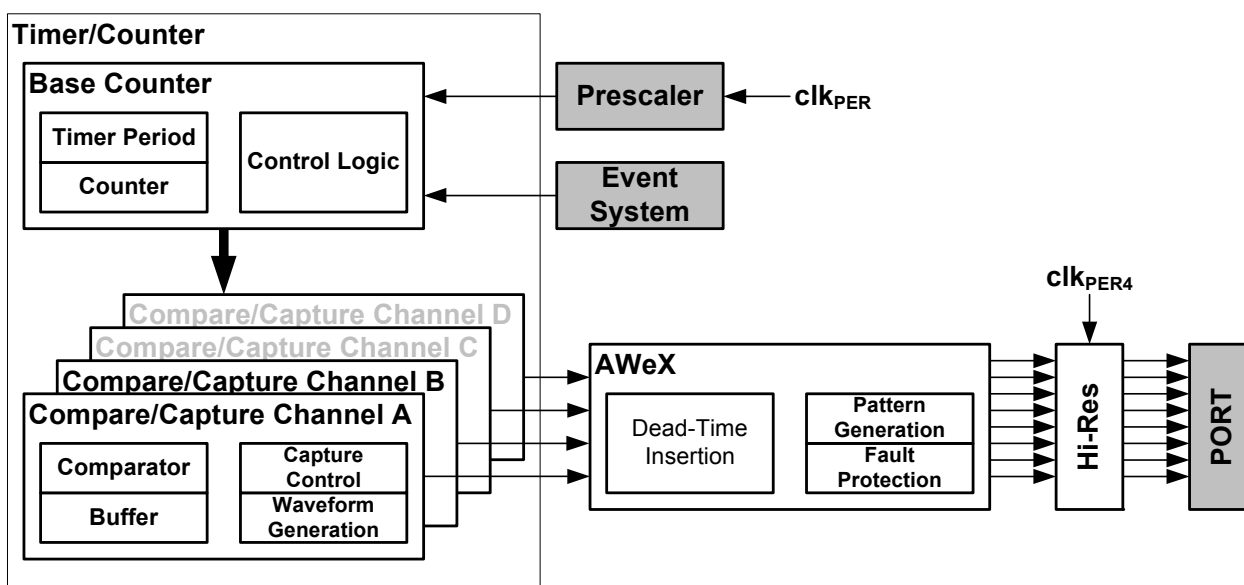 Timer/Counter
Base Counter
Timer Period
Counter
Control Logic
Prescaler
clkPER
Event
System
Compare/Capture Channel D
Compare/Capture Channel C
Compare/Capture Channel B
Compare/Capture Channel A
Comparator
Buffer
Capture
Control
Waveform
Generation
AWeX
Dead-Time
Insertion
Pattern
Generation
Fault
Protection
clkPER4
Hi-Res
PORT